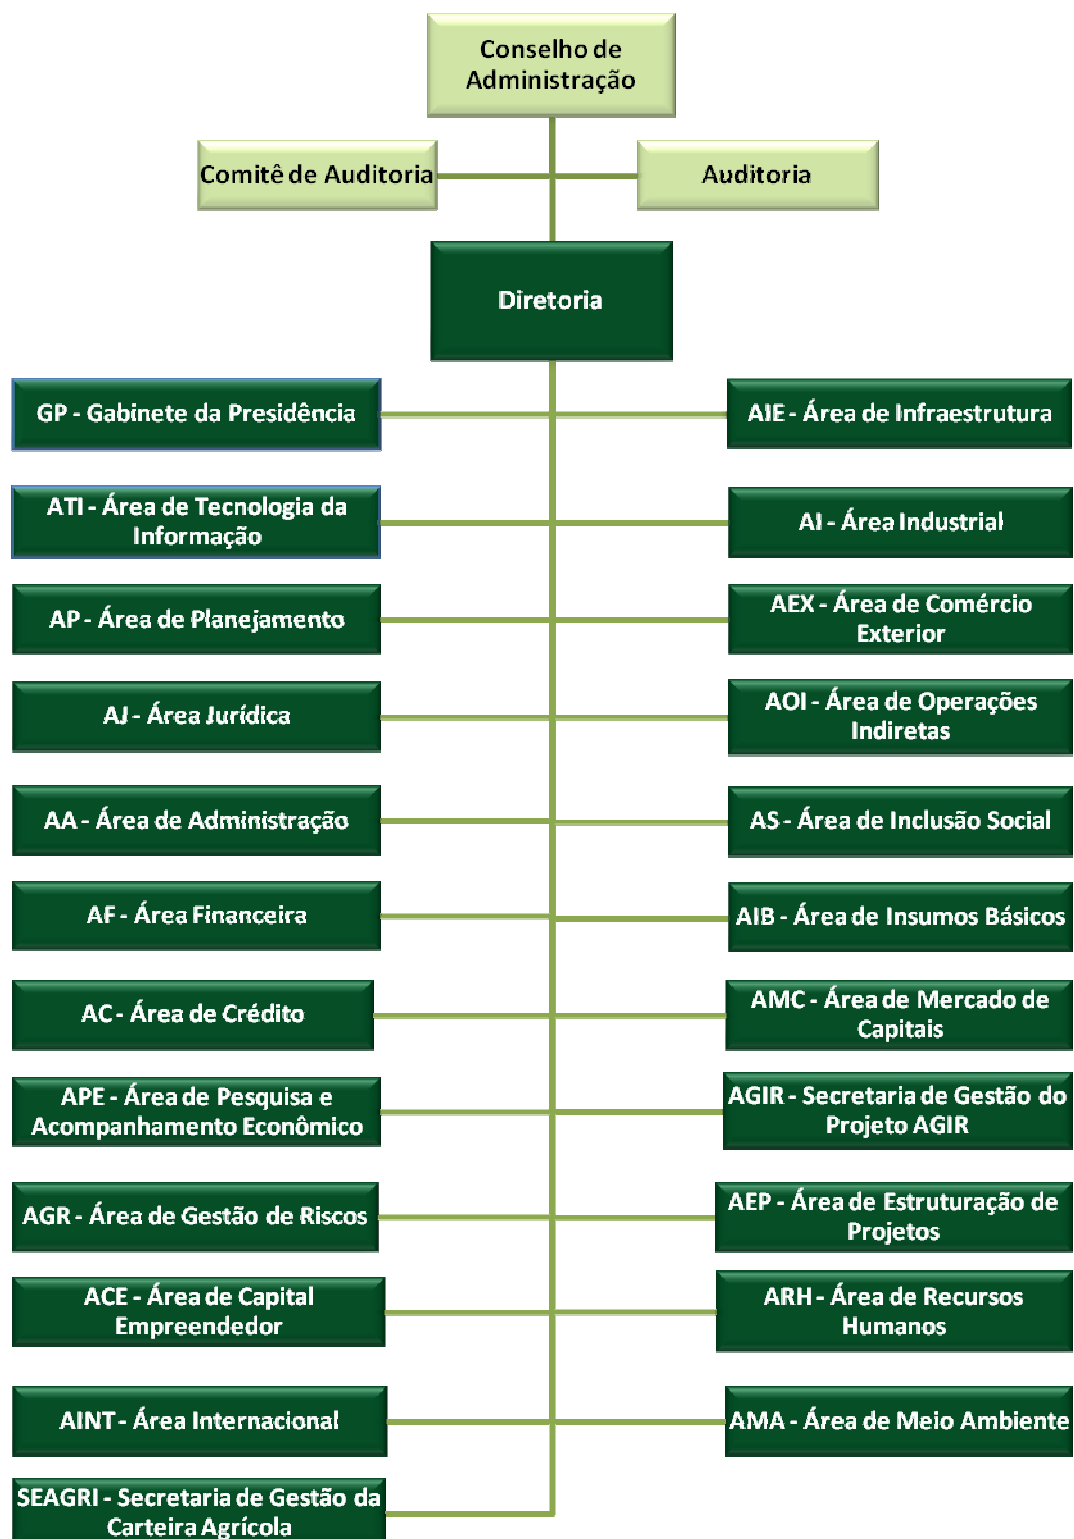 Conselho de
Administração
Comitê de Auditoria
Auditoria
Diretoria
GP - Gabinete da Presidência
AIE - Área de Infraestrutura
ATI - Área de Tecnologia da
Informação
AI - Área Industrial
AP - Área de Planejamento
AEX - Área de Comércio
Exterior
AJ - Área Jurídica
AOI - Área de Operações
Indiretas
AA - Área de Administração
AS - Área de Inclusão Social
AF - Área Financeira
AIB - Área de Insumos Básicos
AC - Área de Crédito
AMC - Área de Mercado de
Capitais
APE - Área de Pesquisa e
Acompanhamento Econômico
AGIR - Secretaria de Gestão do
Projeto AGIR
AGR - Área de Gestão de Riscos
AEP - Área de Estruturação de
Projetos
ACE - Área de Capital
Empreendedor
ARH - Área de Recursos
Humanos
AINT - Área Internacional
AMA - Área de Meio Ambiente
SEAGRI - Secretaria de Gestão da
Carteira Agrícola